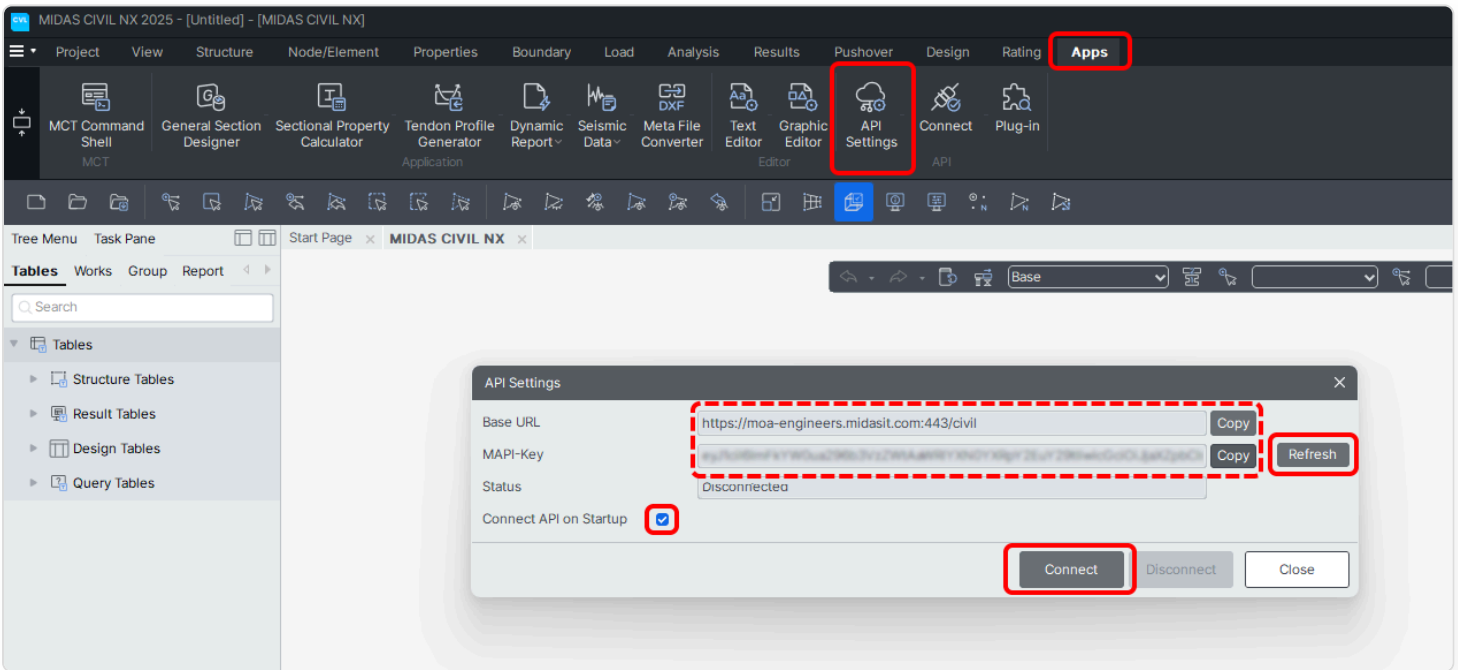 CVL MIDAS CIVIL NX 2025 - [Untitled] - [MIDAS CIVIL NX]
Project View Structure Node/Element Properties Boundary Load Analysis Results Pushover Design Rating Apps
MCT Command Shell
General Section Designer
Sectional Property Calculator
Tendon Profile Generator
Dynamic Report
Seismic Data
DXF
Meta File Converter
Aa
Text Editor
Graphic Editor
API Settings
Connect
Plug-in
MCT Application Editor API
Tree Menu Task Pane Start Page MIDAS CIVIL NX
Tables Works Group Report
Base
Search
Tables
Structure Tables
Result Tables
Design Tables
Query Tables
API Settings
Base URL https://moa-engineers.midasit.com:443/civil Copy
MAPI-Key Copy Refresh
Status Disconnected
Connect API on Startup
Connect Disconnect Close